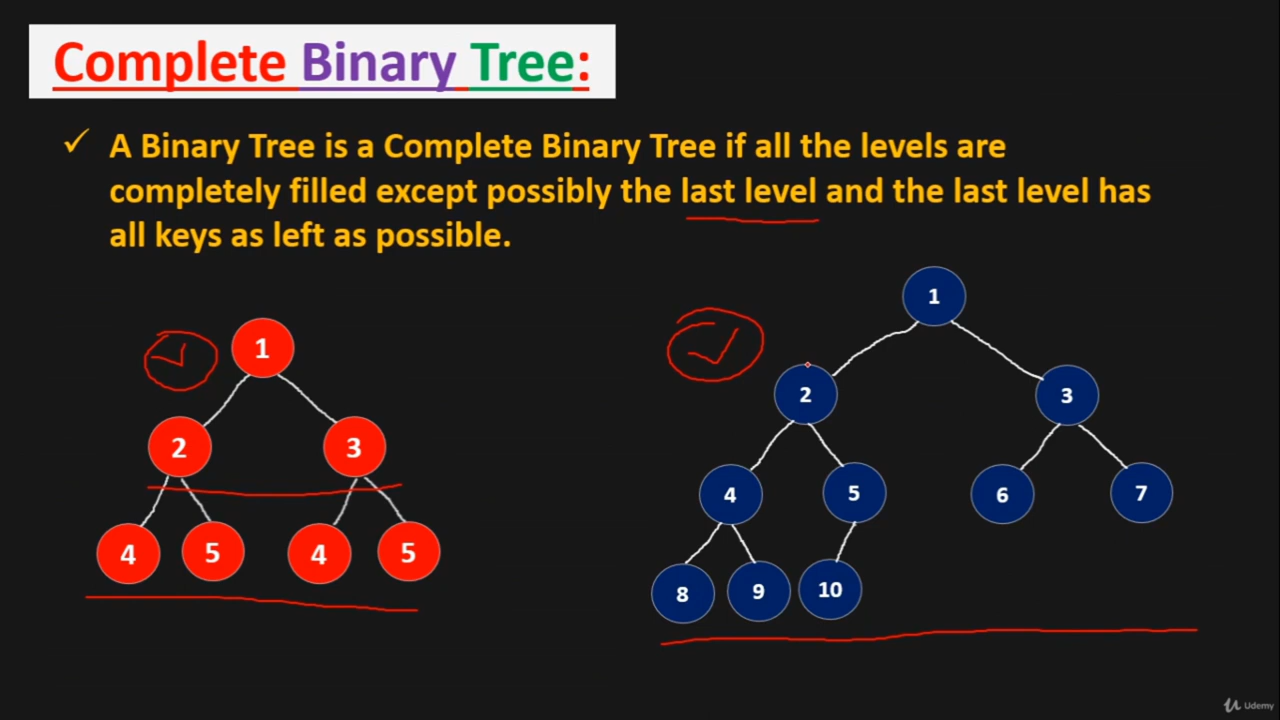 Complete Binary Tree:
✓ A Binary Tree is a Complete Binary Tree if all the levels are
completely filled except possibly the last level and the last level has
all keys as left as possible.
1
2 3
4 5 4 5
1
2 3
4 5 6 7
8 9 10
Udemy